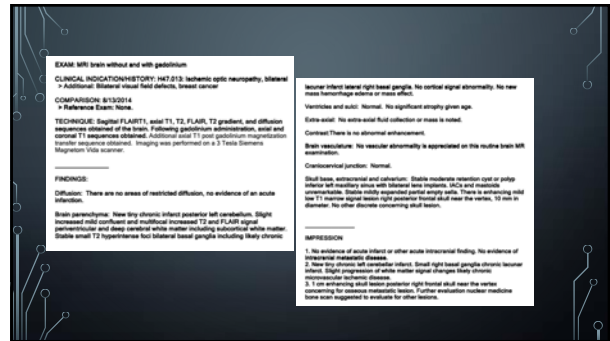 EXAM: MRI brain without and with gadolinium
CLINICAL INDICATION/HISTORY: H47.013: Ischemic optic neuropathy, bilateral
> Additional: Bilateral visual field defects, breast cancer
COMPARISON: 8/13/2014
> Reference Exam: None.
TECHNIQUE: Sagittal FLAIRT1, axial T1, T2, FLAIR, T2 gradient, and diffusion
sequences obtained of the brain. Following gadolinium administration, axial and
coronal T1 sequences obtained. Additional axial T1 post gadolinium magnetization
transfer sequence obtained. Imaging was performed on a 3 Tesla Siemens
Magnetom Vida scanner.
FINDINGS:
Diffusion: There are no areas of restricted diffusion, no evidence of an acute
infarction.
Brain parenchyma: New tiny chronic infarct posterior left cerebellum. Slight
increased mild confluent and multifocal increased T2 and FLAIR signal
periventricular and deep cerebral white matter including subcortical white matter.
Stable small T2 hyperintense foci bilateral basal ganglia including likely chronic
lacunar infarct lateral right basal ganglia. No cortical signal abnormality. No new
mass hemorrhage edema or mass effect.
Ventricles and sulci: Normal. No significant atrophy given age.
Extra-axial: No extra-axial fluid collection or mass is noted.
Contrast:There is no abnormal enhancement.
Brain vasculature: No vascular abnormality is appreciated on this routine brain MR
examination.
Craniocervical junction: Normal.
Skull base, extracranial and calvarium: Stable moderate retention cyst or polyp
inferior left maxillary sinus with bilateral lens implants. IACs and mastoids
unremarkable. Stable mildly expanded partial empty sella. There is enhancing mild
low T1 marrow signal lesion right posterior frontal skull near the vertex, 10 mm in
diameter. No other discrete concerning skull lesion.
IMPRESSION
1. No evidence of acute infarct or other acute intracranial finding. No evidence of
intracranial metastatic disease.
2. New tiny chronic left cerebellar infarct. Small right basal ganglia chronic lacunar
infarct. Slight progression of white matter signal changes likely chronic
microvascular ischemic disease.
3. 1 cm enhancing skull lesion posterior right frontal skull near the vertex
concerning for osseous metastatic lesion. Further evaluation nuclear medicine
bone scan suggested to evaluate for other lesions.